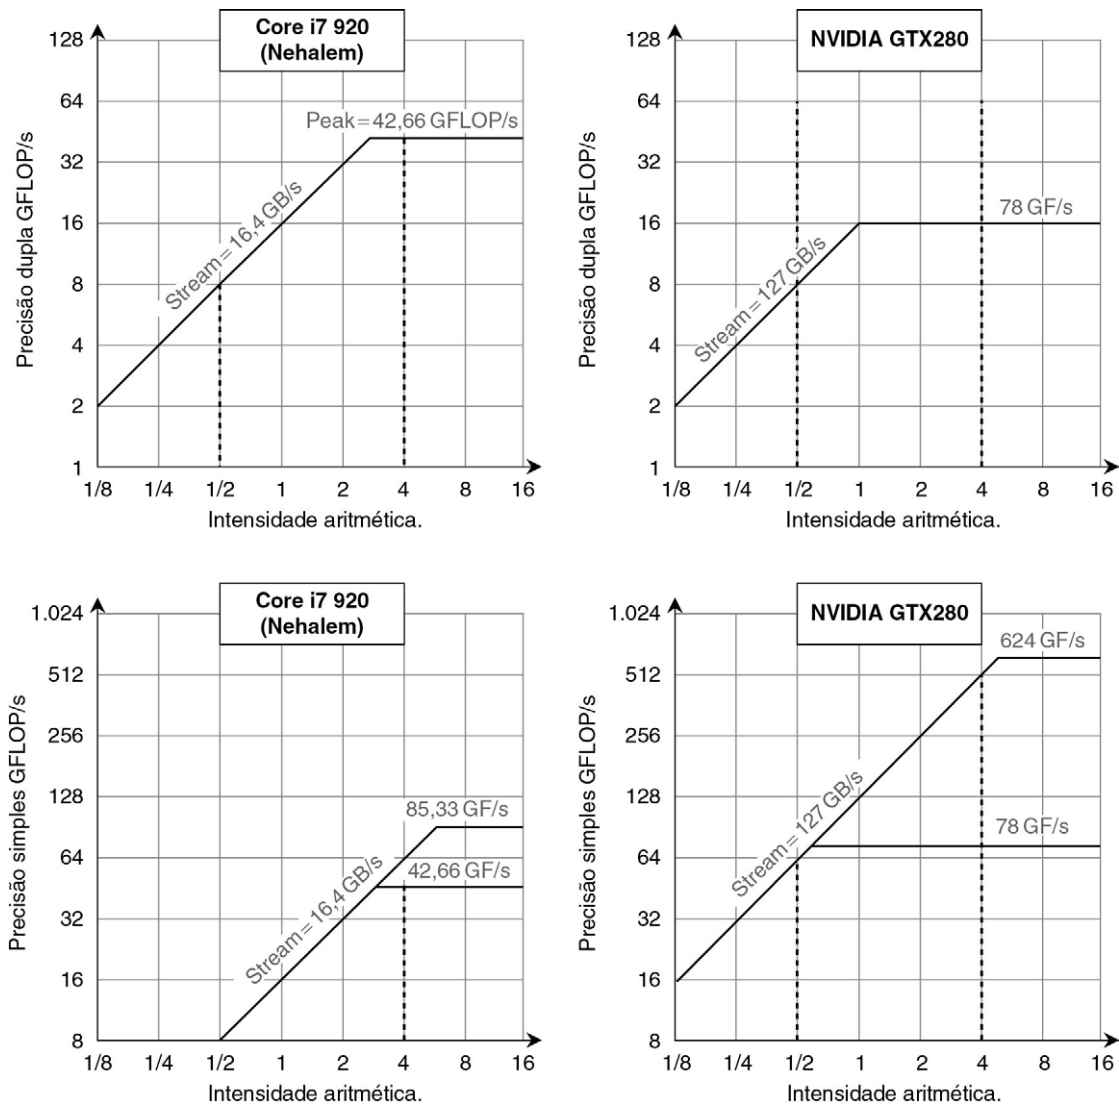 Core i7 920
(Nehalem)
128
64
32
16
8
4
2
1
Precisão dupla GFLOP/s
Peak = 42,66 GFLOP/s
Stream = 16,4 GB/s
1/8 1/4 1/2 1 2 4 8 16
Intensidade aritmética.
NVIDIA GTX280
128
64
32
16
8
4
2
1
Precisão dupla GFLOP/s
78 GF/s
Stream = 127 GB/s
1/8 1/4 1/2 1 2 4 8 16
Intensidade aritmética.
Core i7 920
(Nehalem)
1.024
512
256
128
64
32
16
8
Precisão simples GFLOP/s
85,33 GF/s
42,66 GF/s
Stream = 16,4 GB/s
1/8 1/4 1/2 1 2 4 8 16
Intensidade aritmética.
NVIDIA GTX280
1.024
512
256
128
64
32
16
8
Precisão simples GFLOP/s
624 GF/s
78 GF/s
Stream = 127 GB/s
1/8 1/4 1/2 1 2 4 8 16
Intensidade aritmética.